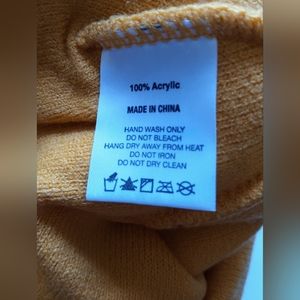 100% Acrylic
MADE IN CHINA
HAND WASH ONLY
DO NOT BLEACH
HANG DRY AWAY FROM HEAT
DO NOT IRON
DO NOT DRY CLEAN